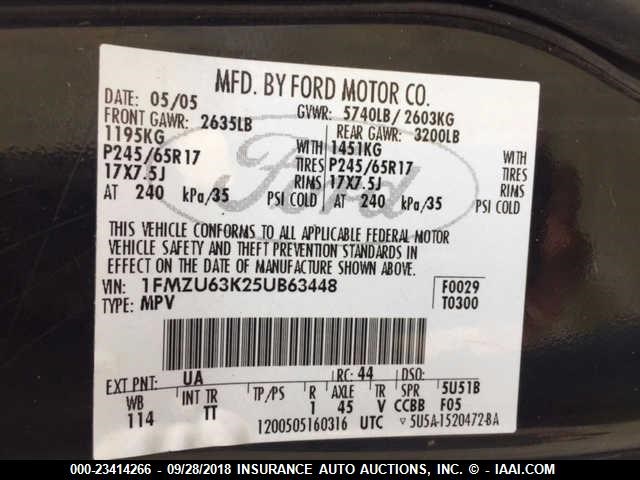 MFD. BY FORD MOTOR CO.
DATE: 05/05 GVWR: 5740LB/ 2603KG
FRONT GAWR: 2635LB REAR GAWR: 3200LB
1195KG WITH 1451KG WITH
P245/65R17 TIRES P245/65R17 TIRES
17X7.5J RIMS 17X7.5J RIMS
AT 240 kPa/35 PSI COLD AT 240 kPa/35 PSI COLD
THIS VEHICLE CONFORMS TO ALL APPLICABLE FEDERAL MOTOR
VEHICLE SAFETY AND THEFT PREVENTION STANDARDS IN
EFFECT ON THE DATE OF MANUFACTURE SHOWN ABOVE.
VIN: 1FMZU63K25UB63448 F0029
TYPE: MPV T0300
EXT PNT: UA RC: 44 DSO:
WB INT TR TP/PS R AXLE TR SPR 5U51B
114 TT 1 45 V CCBB F05
1200505160316 UTC 5U5A-1520472-BA
Ford
000-23414266 - 09/28/2018 INSURANCE AUTO AUCTIONS, INC. - IAAI.COM